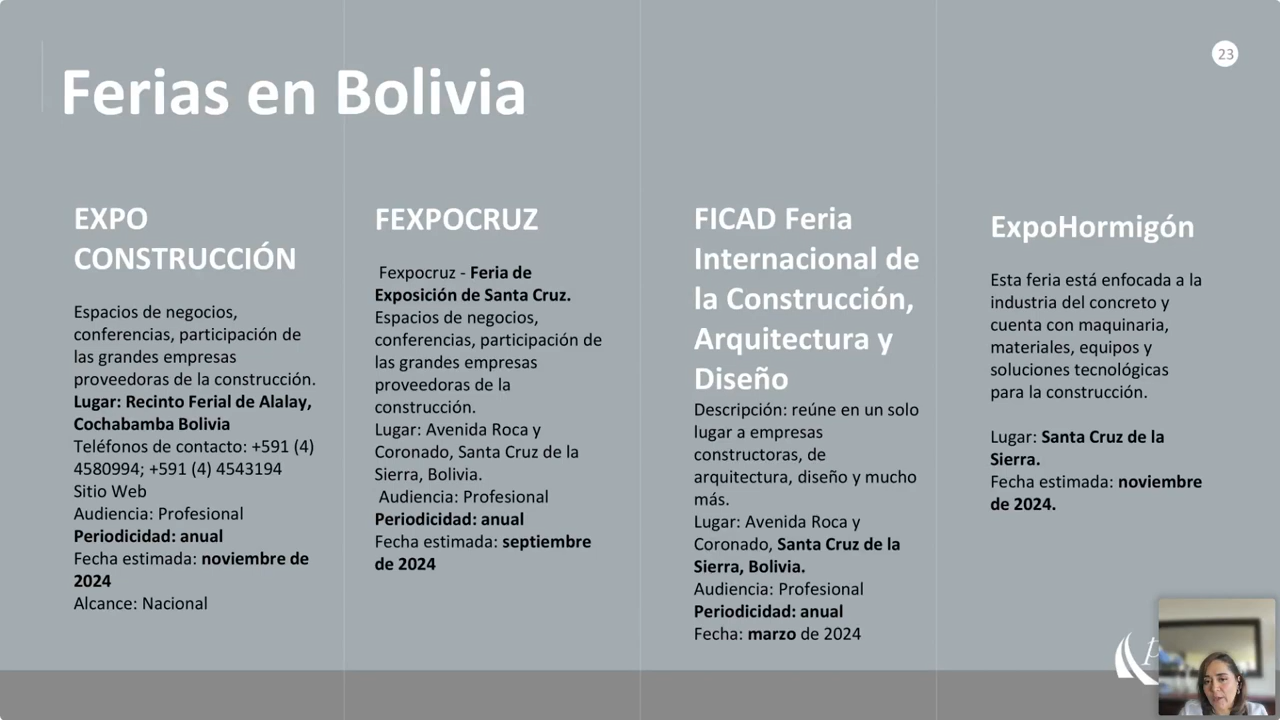 23
Ferias en Bolivia
EXPO
CONSTRUCCIÓN
Espacios de negocios,
conferencias, participación de
las grandes empresas
proveedoras de la construcción.
Lugar: Recinto Ferial de Alalay,
Cochabamba Bolivia
Teléfonos de contacto: +591 (4)
4580994; +591 (4) 4543194
Sitio Web
Audiencia: Profesional
Periodicidad: anual
Fecha estimada: noviembre de
2024
Alcance: Nacional
FEXPOCRUZ
Fexpocruz - Feria de
Exposición de Santa Cruz.
Espacios de negocios,
conferencias, participación de
las grandes empresas
proveedoras de la
construcción.
Lugar: Avenida Roca y
Coronado, Santa Cruz de la
Sierra, Bolivia.
Audiencia: Profesional
Periodicidad: anual
Fecha estimada: septiembre
de 2024
FICAD Feria
Internacional de
la Construcción,
Arquitectura y
Diseño
Descripción: reúne en un solo
lugar a empresas
constructoras, de
arquitectura, diseño y mucho
más.
Lugar: Avenida Roca y
Coronado, Santa Cruz de la
Sierra, Bolivia.
Audiencia: Profesional
Periodicidad: anual
Fecha: marzo de 2024
ExpoHormigón
Esta feria está enfocada a la
industria del concreto y
cuenta con maquinaria,
materiales, equipos y
soluciones tecnológicas
para la construcción.
Lugar: Santa Cruz de la
Sierra.
Fecha estimada: noviembre
de 2024.